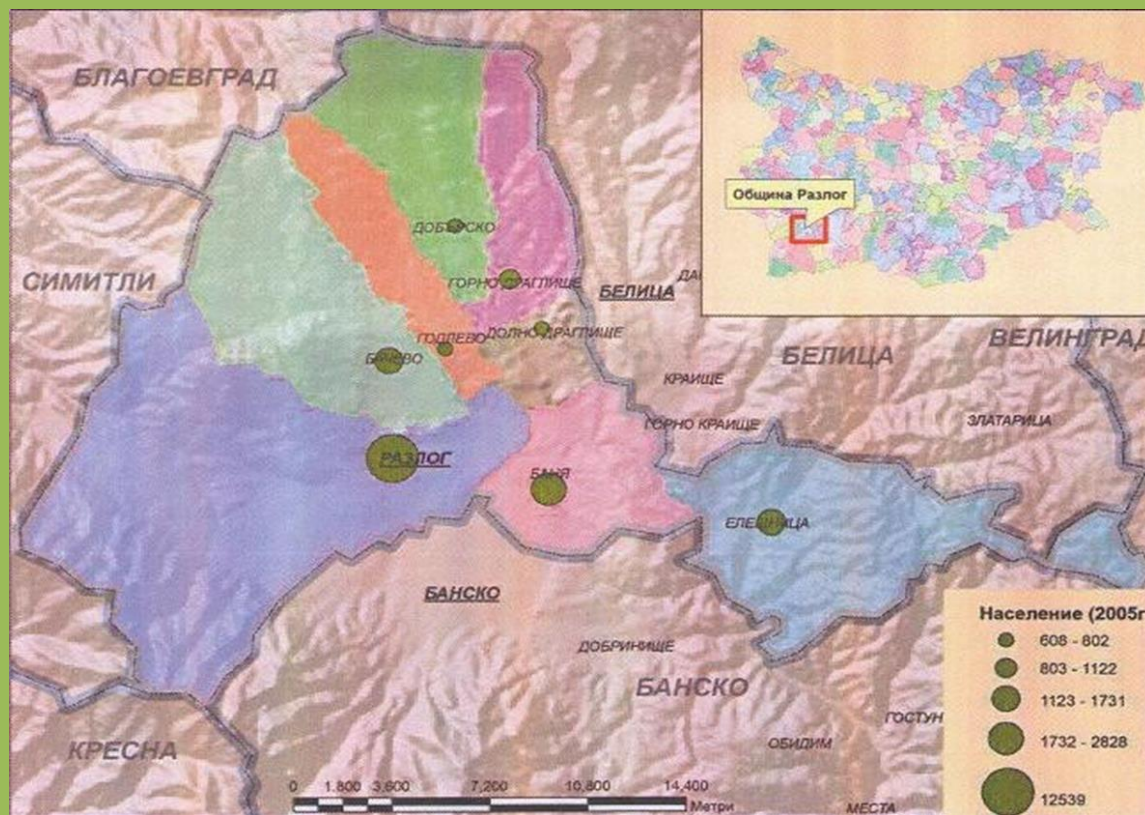 БЛАГОЕВГРАД
Община Разлог
ДОБЪРСКО
СИМИТЛИ
ГОРНО ДРАГЛИЩЕ
БЕЛИЦА
ДОЛНО ДРАГЛИЩЕ
ГОДЛЕВО
БАЧЕВО
БЕЛИЦА
ВЕЛИНГРАД
КРАИЩЕ
ГОРНО КРАИЩЕ
ЗЛАТАРИЦА
РАЗЛОГ
БАНЯ
ЕЛЕШНИЦА
БАНСКО
ДОБРИНИЩЕ
БАНСКО
ГОСТУН
ОБИДИМ
КРЕСНА
МЕСТА
Население (2005г
608 - 802
803 - 1122
1123 - 1731
1732 - 2828
12539
0 1,800 3,600 7,200 10,800 14,400
Метри